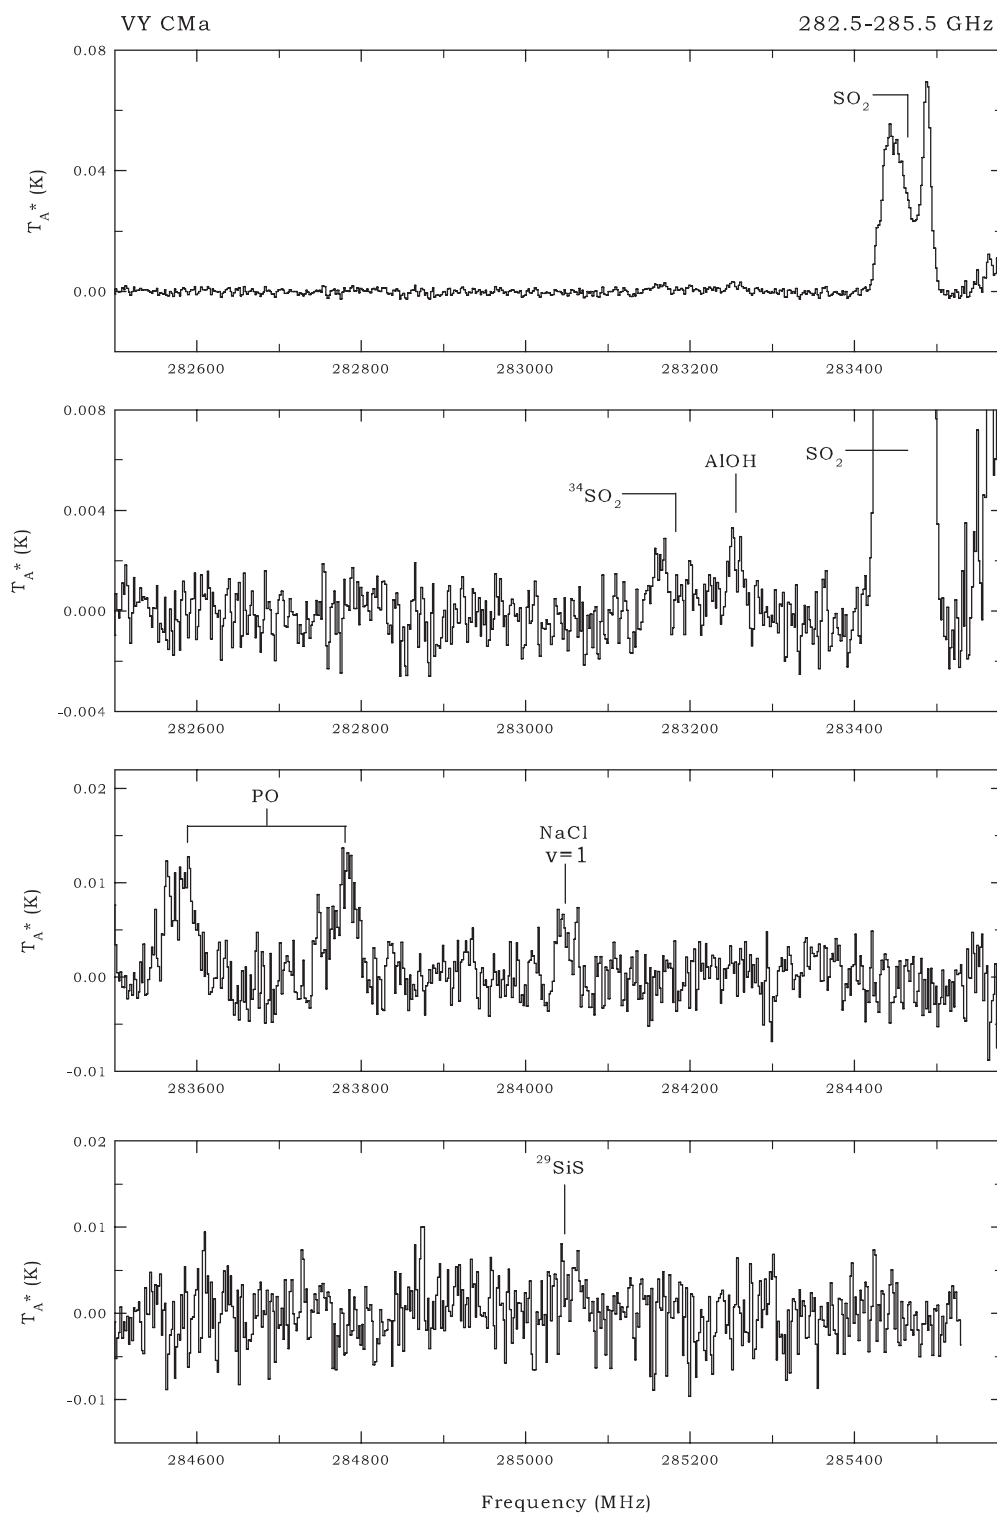 VY CMa 282.5-285.5 GHz
0.08
SO2
0.04
TA* (K)
0.00
282600 282800 283000 283200 283400
0.008
SO2
AlOH
34SO2
0.004
TA* (K)
0.000
-0.004
282600 282800 283000 283200 283400
0.02
PO
NaCl
v=1
0.01
TA* (K)
0.00
-0.01
283600 283800 284000 284200 284400
0.02
29SiS
0.01
TA* (K)
0.00
-0.01
284600 284800 285000 285200 285400
Frequency (MHz)